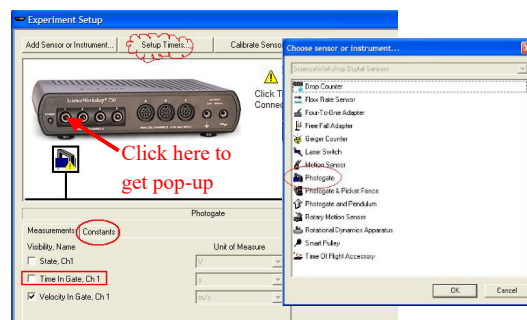 Experiment Setup
Add Sensor or Instrument...
Setup Timers...
Calibrate Senso
Click T
Connec
ScienceWorkshop 750
Click here to
get pop-up
Photogate
Measurements
Constants
Visibility, Name
Unit of Measure
State, Ch1
V
Time In Gate, Ch 1
s
Velocity In Gate, Ch 1
m/s
Choose sensor or instrument...
ScienceWorkshop Digital Sensors
Drop Counter
Flow Rate Sensor
Four-To-One Adapter
Free Fall Adapter
Geiger Counter
Laser Switch
Motion Sensor
Photogate
Photogate & Picket Fence
Photogate and Pendulum
Rotary Motion Sensor
Rotational Dynamics Apparatus
Smart Pulley
Time Of Flight Accessory
OK
Cancel